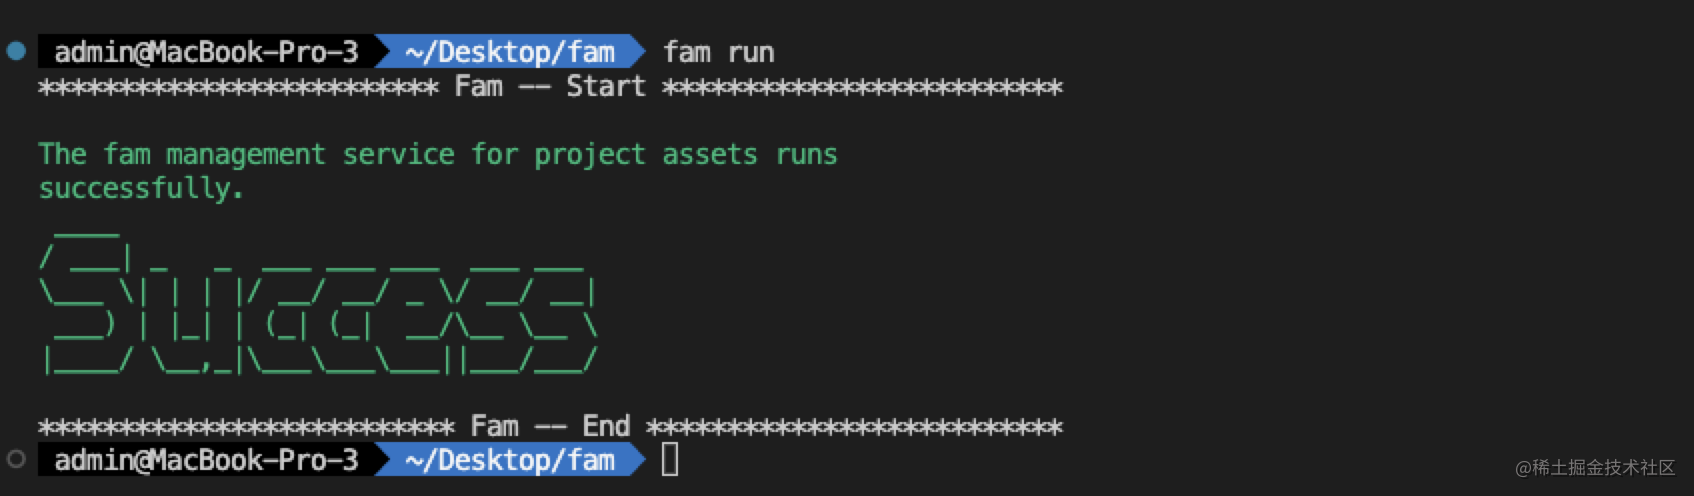 admin@MacBook-Pro-3 ~/Desktop/fam fam run
************************* Fam -- Start *************************
The fam management service for project assets runs
successfully.
Success
************************** Fam -- End **************************
admin@MacBook-Pro-3 ~/Desktop/fam
@稀土掘金技术社区